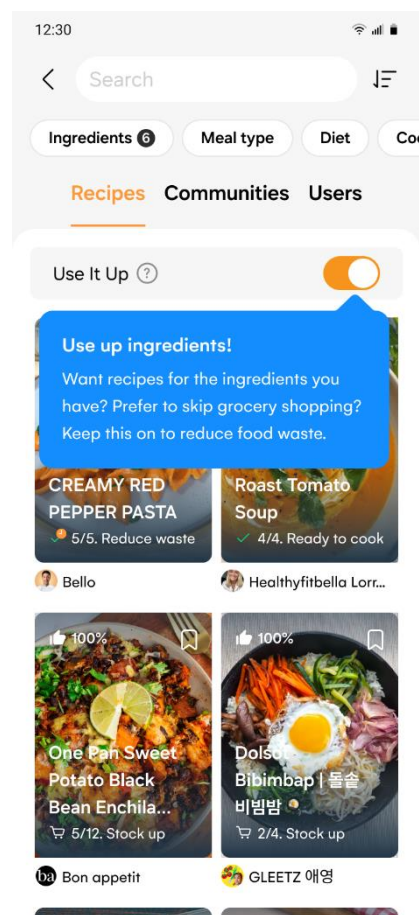 12:30
Search
Ingredients 6
Meal type
Diet
Coo
Recipes
Communities
Users
Use It Up ?
Use up ingredients!
Want recipes for the ingredients you
have? Prefer to skip grocery shopping?
Keep this on to reduce food waste.
CREAMY RED
PEPPER PASTA
5/5. Reduce waste
Roast Tomato
Soup
4/4. Ready to cook
Bello
Healthyfitbella Lorr...
100%
One Pan Sweet
Potato Black
Bean Enchila...
5/12. Stock up
100%
Dolsot
Bibimbap | 돌솥
비빔밥 🍳
2/4. Stock up
ba Bon appetit
GLEETZ 애영